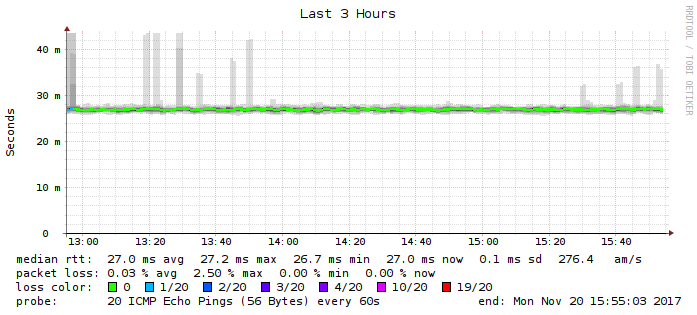 Last 3 Hours
RRDTOOL / TOBI OETIKER
Seconds
40 m
30 m
20 m
10 m
0
13:00 13:20 13:40 14:00 14:20 14:40 15:00 15:20 15:40
median rtt: 27.0 ms avg 27.2 ms max 26.7 ms min 27.0 ms now 0.1 ms sd 276.4 am/s
packet loss: 0.03 % avg 2.50 % max 0.00 % min 0.00 % now
loss color: 0 1/20 2/20 3/20 4/20 10/20 19/20
probe: 20 ICMP Echo Pings (56 Bytes) every 60s end: Mon Nov 20 15:55:03 2017